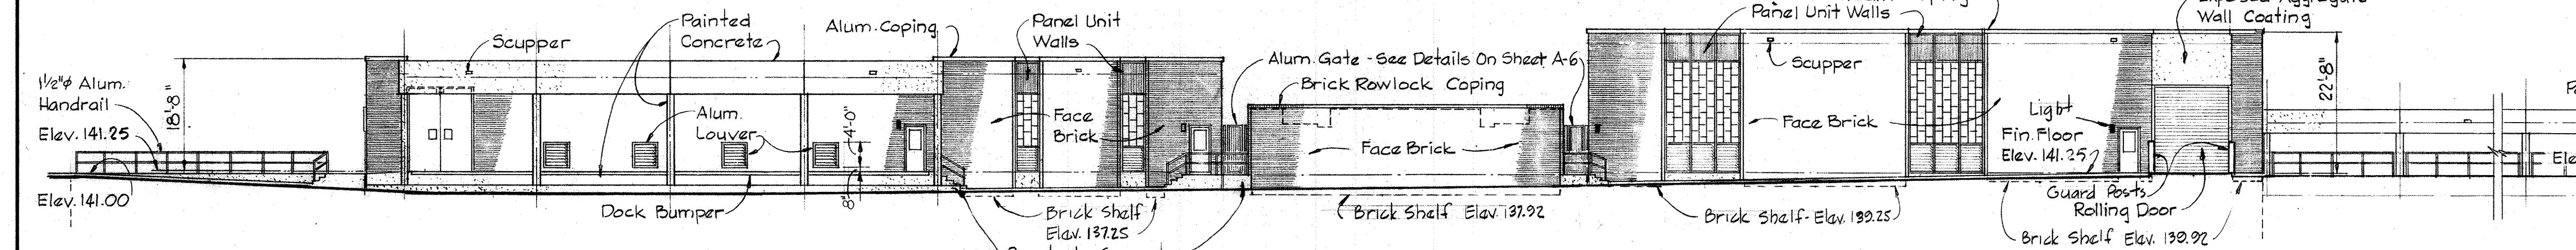 1½"ø Alum.
Handrail
Elev. 141.25
Elev. 141.00
18'-8"
Scupper
Painted
Concrete
Alum.
Louver
4'-0"
8"
Dock Bumper
Alum. Coping
Panel Unit
Walls
Face
Brick
Brick Shelf
Elev. 137.25
Alum. Gate - See Details On Sheet A-6
Brick Rowlock Coping
Face Brick
Brick Shelf Elev. 137.92
Panel Unit Walls
Scupper
Face Brick
Brick Shelf - Elev. 139.25
Wall Coating
Light
Fin. Floor
Elev. 141.25
Guard Posts
Rolling Door
Brick Shelf Elev. 139.92
22'-8"